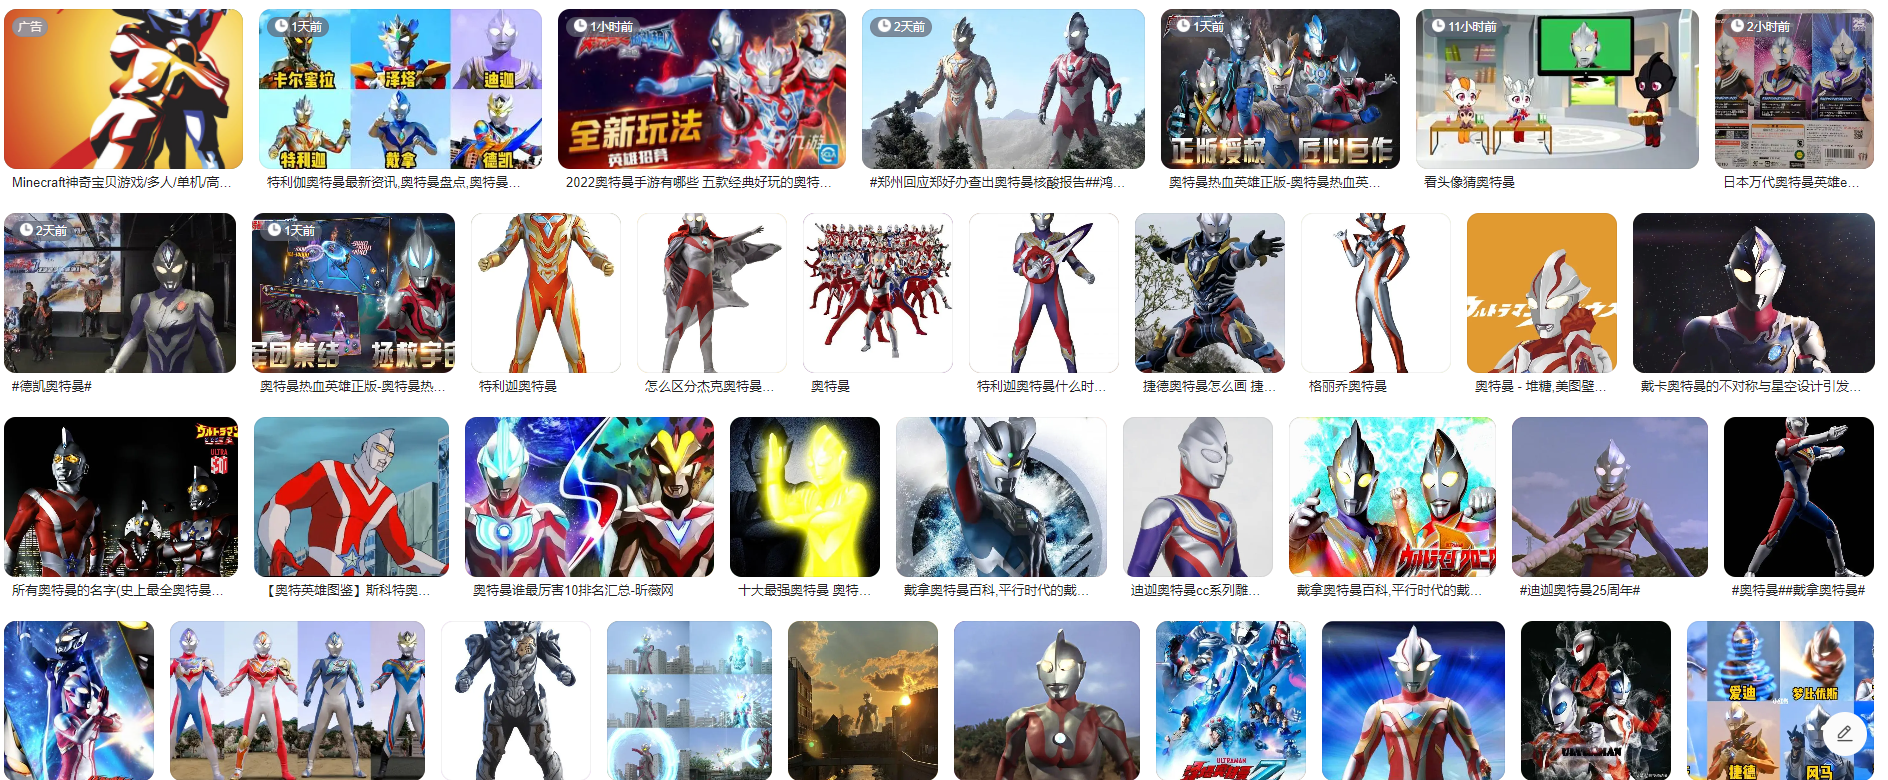 广告
1天前
卡尔蜜拉
泽塔
迪迦
特利迦
戴拿
德凯
1小时前
全新玩法
英雄招募
九游
2天前
1天前
正版授权 匠心巨作
11小时前
2小时前
Minecraft神奇宝贝游戏/多人/单机/高...
特利伽奥特曼最新资讯,奥特曼盘点,奥特曼...
2022奥特曼手游有哪些 五款经典好玩的奥特...
#郑州回应郑好办查出奥特曼核酸报告##鸿...
奥特曼热血英雄正版-奥特曼热血英...
看头像猜奥特曼
日本万代奥特曼英雄e...
2天前
1天前
军团集结 拯救宇宙
ウルトラマン
#德凯奥特曼#
奥特曼热血英雄正版-奥特曼热...
特利迦奥特曼
怎么区分杰克奥特曼...
奥特曼
特利迦奥特曼什么时...
捷德奥特曼怎么画 捷...
格丽乔奥特曼
奥特曼 - 堆糖,美图壁...
戴卡奥特曼的不对称与星空设计引发...
ウルトラマン
USA
ULTRA
所有奥特曼的名字(史上最全奥特曼...
【奥特英雄图鉴】斯科特奥...
奥特曼谁最厉害10排名汇总-昕薇网
十大最强奥特曼 奥特...
戴拿奥特曼百科,平行时代的戴...
迪迦奥特曼cc系列雕...
戴拿奥特曼百科,平行时代的戴...
#迪迦奥特曼25周年#
#奥特曼##戴拿奥特曼#
ULTRAMAN
ULTRAMAN
爱迪
梦比优斯
捷德
风马